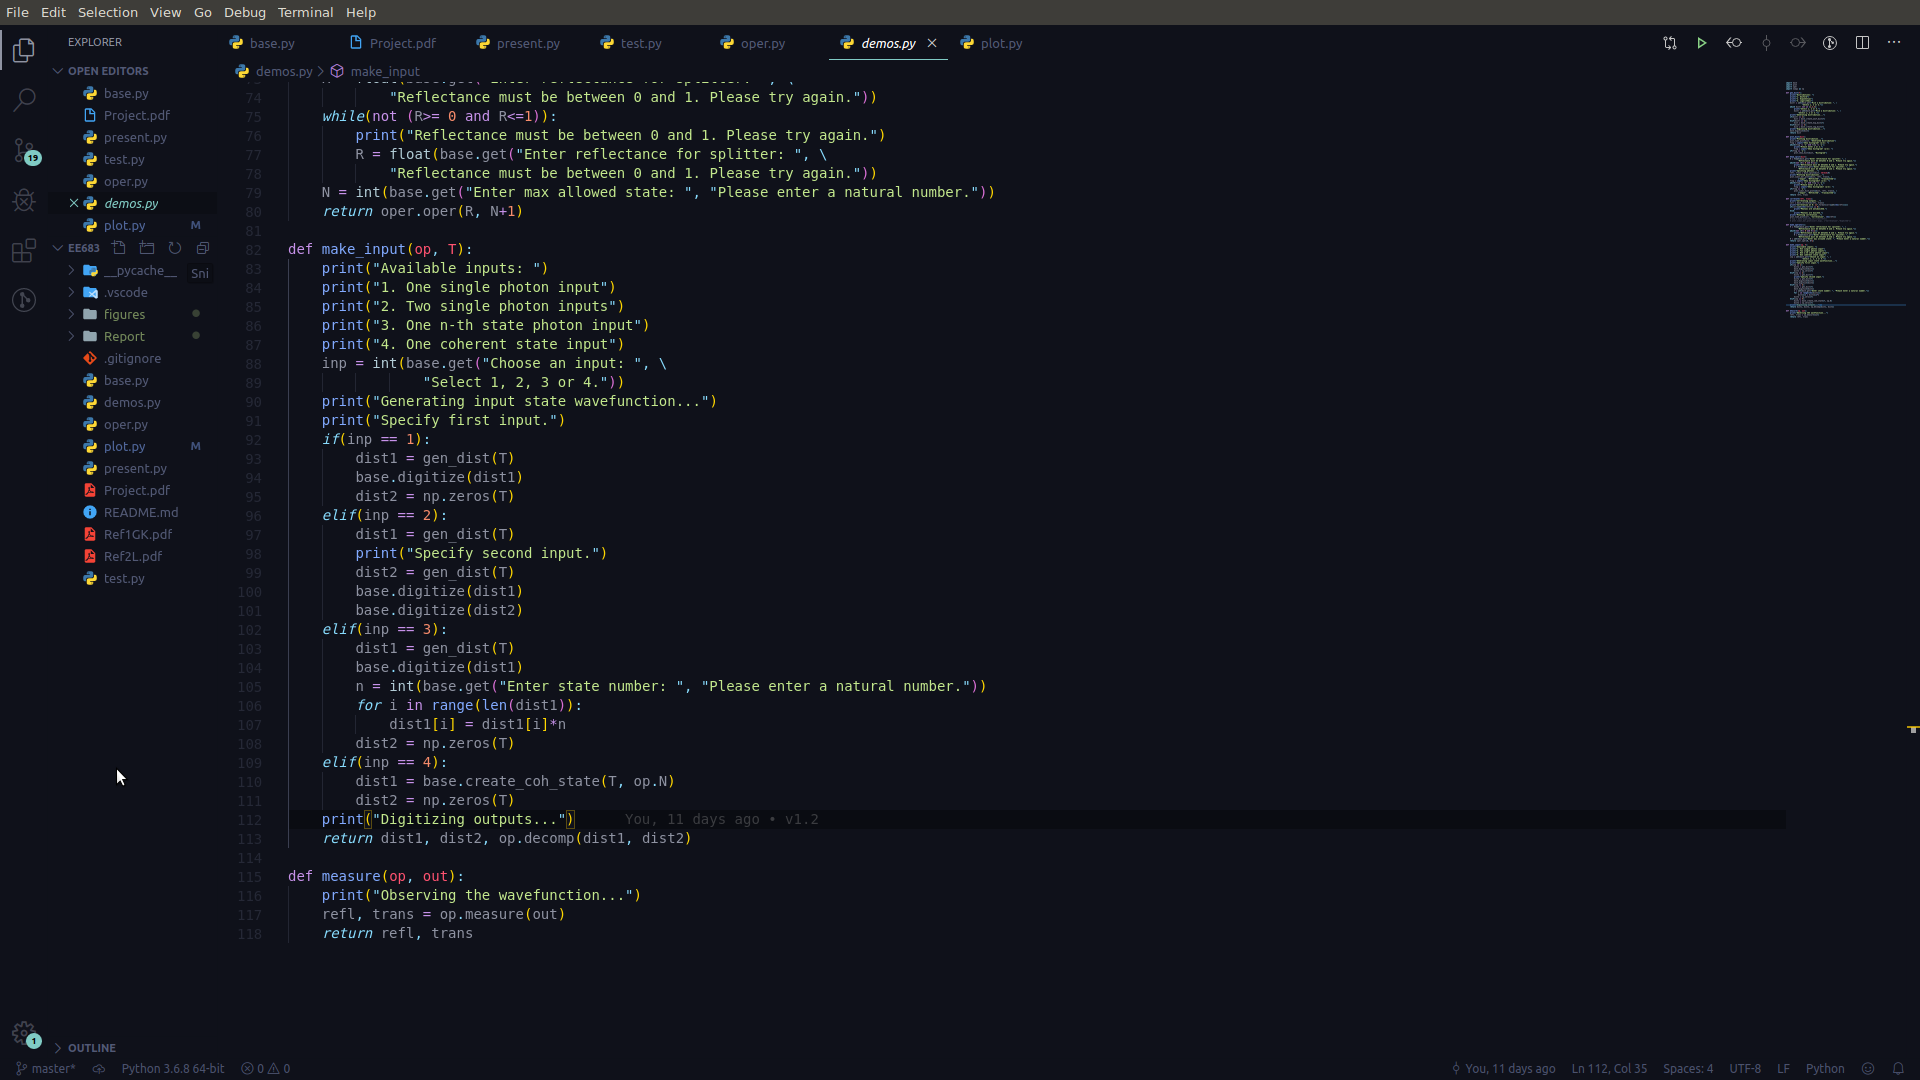 File Edit Selection View Go Debug Terminal Help
EXPLORER
OPEN EDITORS
base.py
Project.pdf
present.py
test.py
oper.py
demos.py
plot.py M
EE683
__pycache__
Sni
.vscode
figures
Report
.gitignore
base.py
demos.py
oper.py
plot.py M
present.py
Project.pdf
README.md
Ref1GK.pdf
Ref2L.pdf
test.py
OUTLINE
19
1
base.py Project.pdf present.py test.py oper.py demos.py plot.py
demos.py make_input
74 "Reflectance must be between 0 and 1. Please try again."))
75 while(not (R>= 0 and R<=1)):
76 print("Reflectance must be between 0 and 1. Please try again.")
77 R = float(base.get("Enter reflectance for splitter: ", \
78 "Reflectance must be between 0 and 1. Please try again."))
79 N = int(base.get("Enter max allowed state: ", "Please enter a natural number."))
80 return oper.oper(R, N+1)
81
82 def make_input(op, T):
83 print("Available inputs: ")
84 print("1. One single photon input")
85 print("2. Two single photon inputs")
86 print("3. One n-th state photon input")
87 print("4. One coherent state input")
88 inp = int(base.get("Choose an input: ", \
89 "Select 1, 2, 3 or 4."))
90 print("Generating input state wavefunction...")
91 print("Specify first input.")
92 if(inp == 1):
93 dist1 = gen_dist(T)
94 base.digitize(dist1)
95 dist2 = np.zeros(T)
96 elif(inp == 2):
97 dist1 = gen_dist(T)
98 print("Specify second input.")
99 dist2 = gen_dist(T)
100 base.digitize(dist1)
101 base.digitize(dist2)
102 elif(inp == 3):
103 dist1 = gen_dist(T)
104 base.digitize(dist1)
105 n = int(base.get("Enter state number: ", "Please enter a natural number."))
106 for i in range(len(dist1)):
107 dist1[i] = dist1[i]*n
108 dist2 = np.zeros(T)
109 elif(inp == 4):
110 dist1 = base.create_coh_state(T, op.N)
111 dist2 = np.zeros(T)
112 print("Digitizing outputs...") You, 11 days ago • v1.2
113 return dist1, dist2, op.decomp(dist1, dist2)
114
115 def measure(op, out):
116 print("Observing the wavefunction...")
117 refl, trans = op.measure(out)
118 return refl, trans
master* Python 3.6.8 64-bit 0 0 You, 11 days ago Ln 112, Col 35 Spaces: 4 UTF-8 LF Python